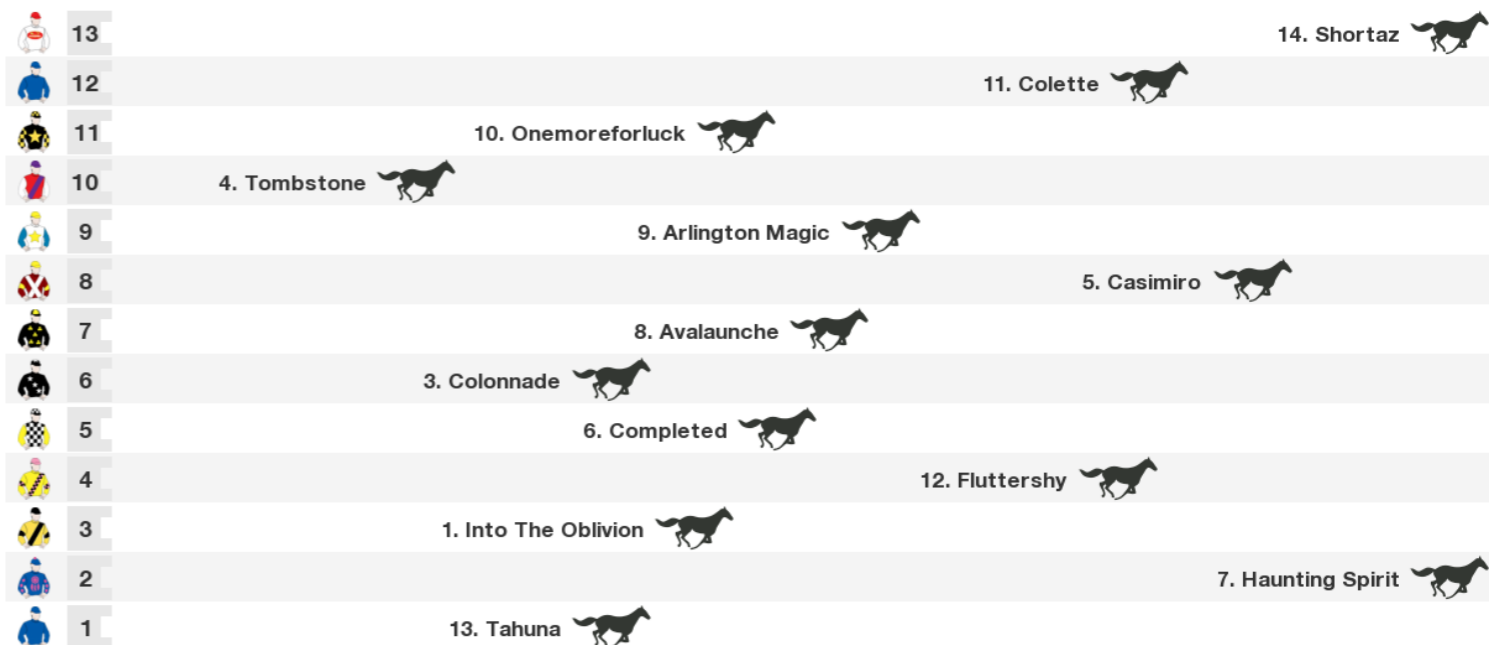 13 14. Shortaz
12 11. Colette
11 10. Onemoreforluck
10 4. Tombstone
9 9. Arlington Magic
8 5. Casimiro
7 8. Avalaunche
6 3. Colonnade
5 6. Completed
4 12. Fluttershy
3 1. Into The Oblivion
2 7. Haunting Spirit
1 13. Tahuna